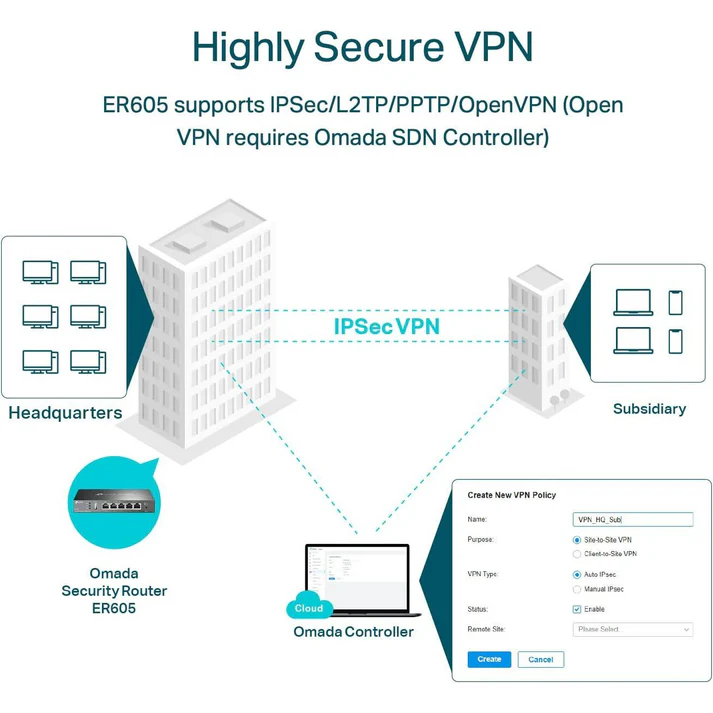 Highly Secure VPN
ER605 supports IPSec/L2TP/PPTP/OpenVPN (Open
VPN requires Omada SDN Controller)
IPSec VPN
Headquarters
Subsidiary
Omada
Security Router
ER605
Cloud
Omada Controller
Create New VPN Policy
Name:
VPN_HQ_Sub
Purpose:
Site-to-Site VPN
Client-to-Site VPN
VPN Type:
Auto IPsec
Manual IPsec
Status:
Enable
Remote Site:
Please Select...
Create
Cancel